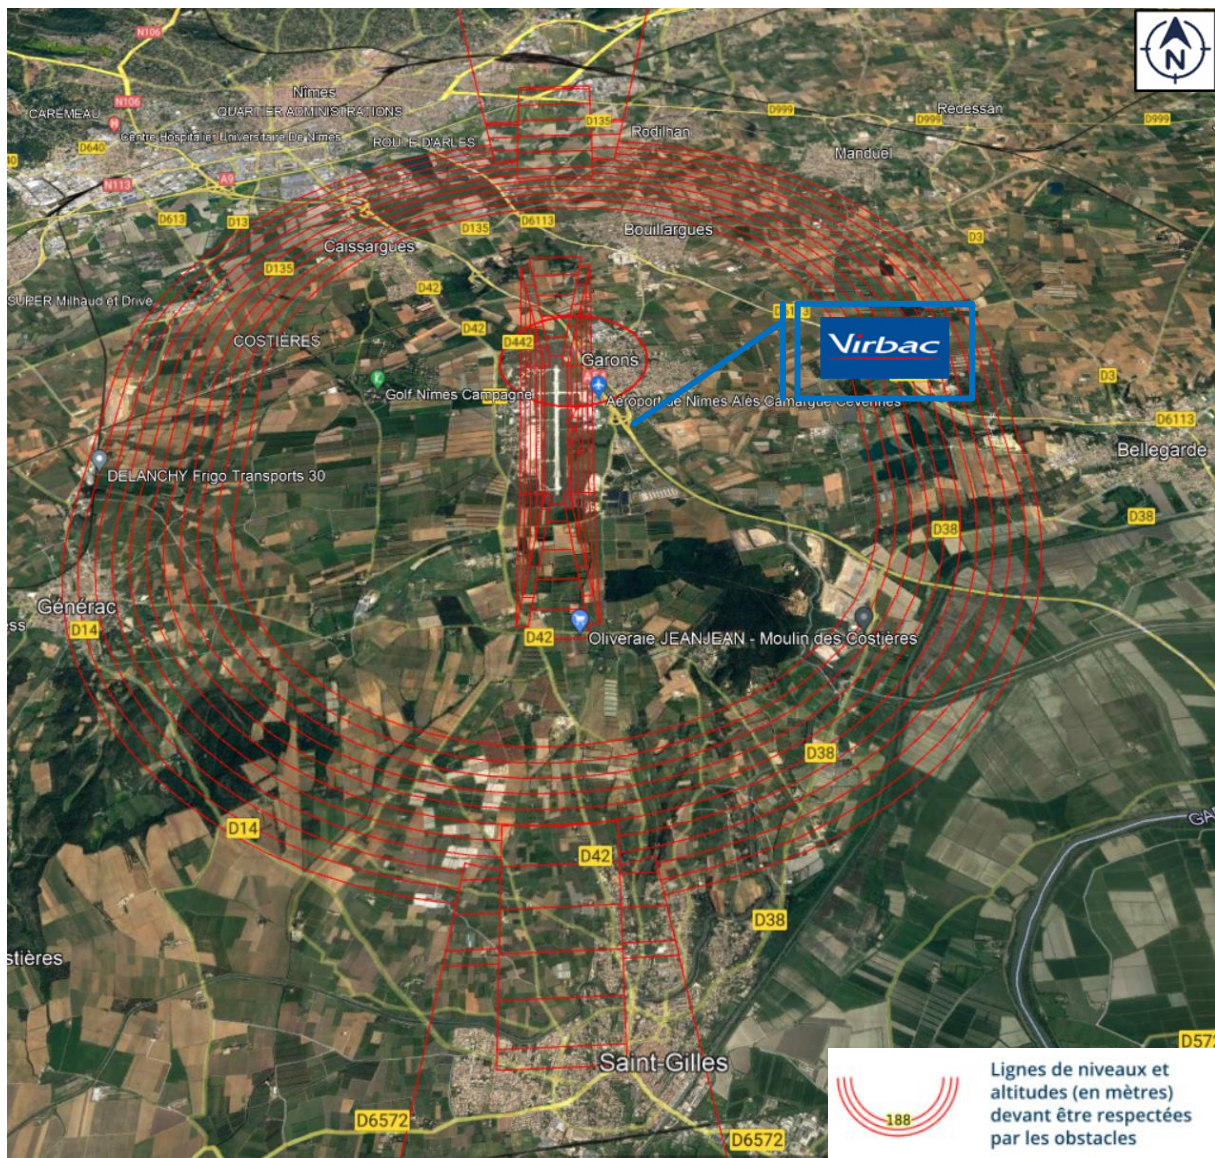 N106
N
Nîmes
N106
CAREMEAU
QUARTIER ADMINISTRATIONS
Redessan
D999
D999
D999
Centre Hospitalier Universitaire De Nîmes
D135
Rodilhan
D640
ROUTE D'ARLES
Manduel
40
N113
A9
D613
D13
D135
D6113
Bouillargues
D3
Caissargues
D135
D42
SUPER Milhaud et Drive
D42
COSTIÈRES
D442
Virbac
Garons
D3
Golf Nîmes Campagne
Aéroport de Nîmes Alès Camargue Cévennes
D6113
Bellegarde
DELANCHY Frigo Transports 30
D38
D38
Générac
D14
D42
Oliveraie JEANJEAN - Moulin des Costières
D38
D14
D42
D38
stières
Saint-Gilles
D572
D6572
D6572
188
Lignes de niveaux et
altitudes (en mètres)
devant être respectées
par les obstacles